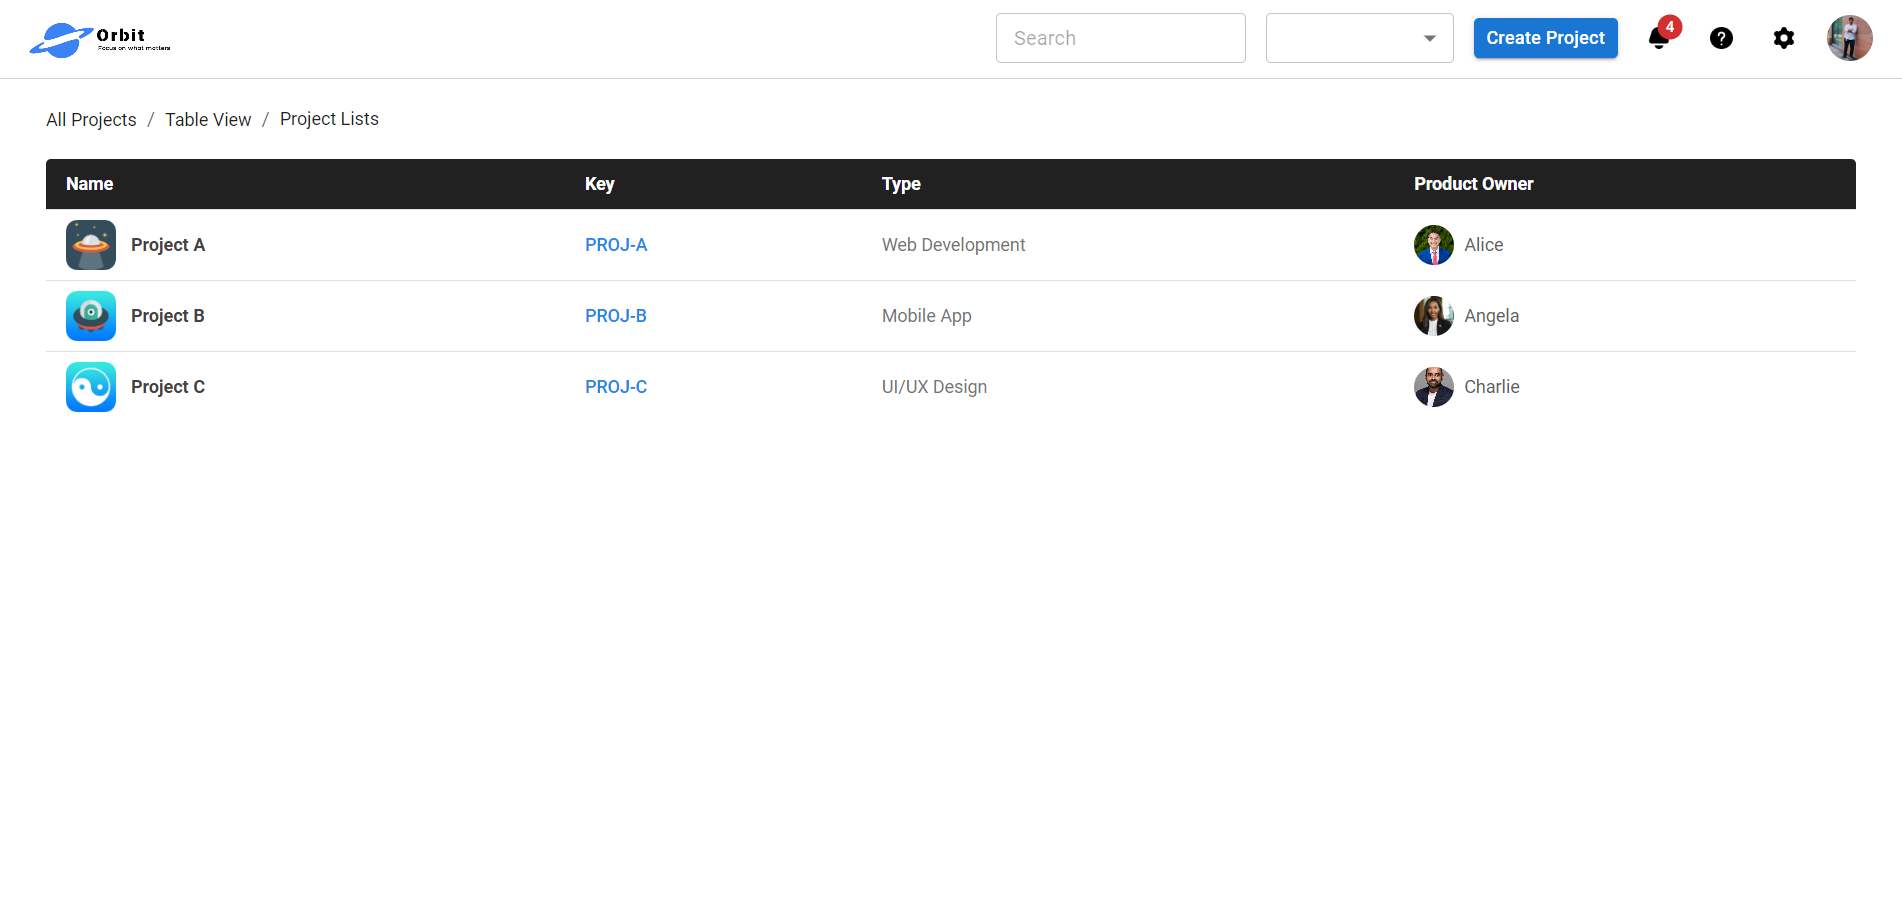 Orbit
Focus on what matters
Search
Create Project
4
All Projects / Table View / Project Lists
Name Key Type Product Owner
Project A PROJ-A Web Development Alice
Project B PROJ-B Mobile App Angela
Project C PROJ-C UI/UX Design Charlie